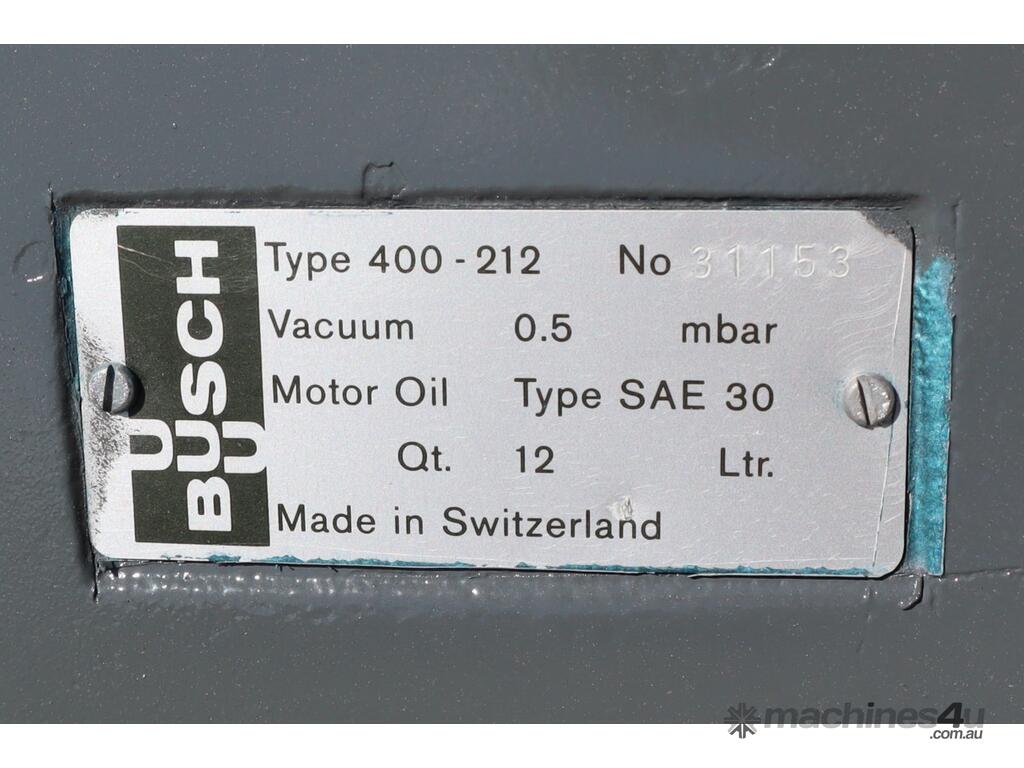 BUSCH
U U
Type 400-212 No 31153
Vacuum 0.5 mbar
Motor Oil Type SAE 30
Qt. 12 Ltr.
Made in Switzerland
machines4u
.com.au